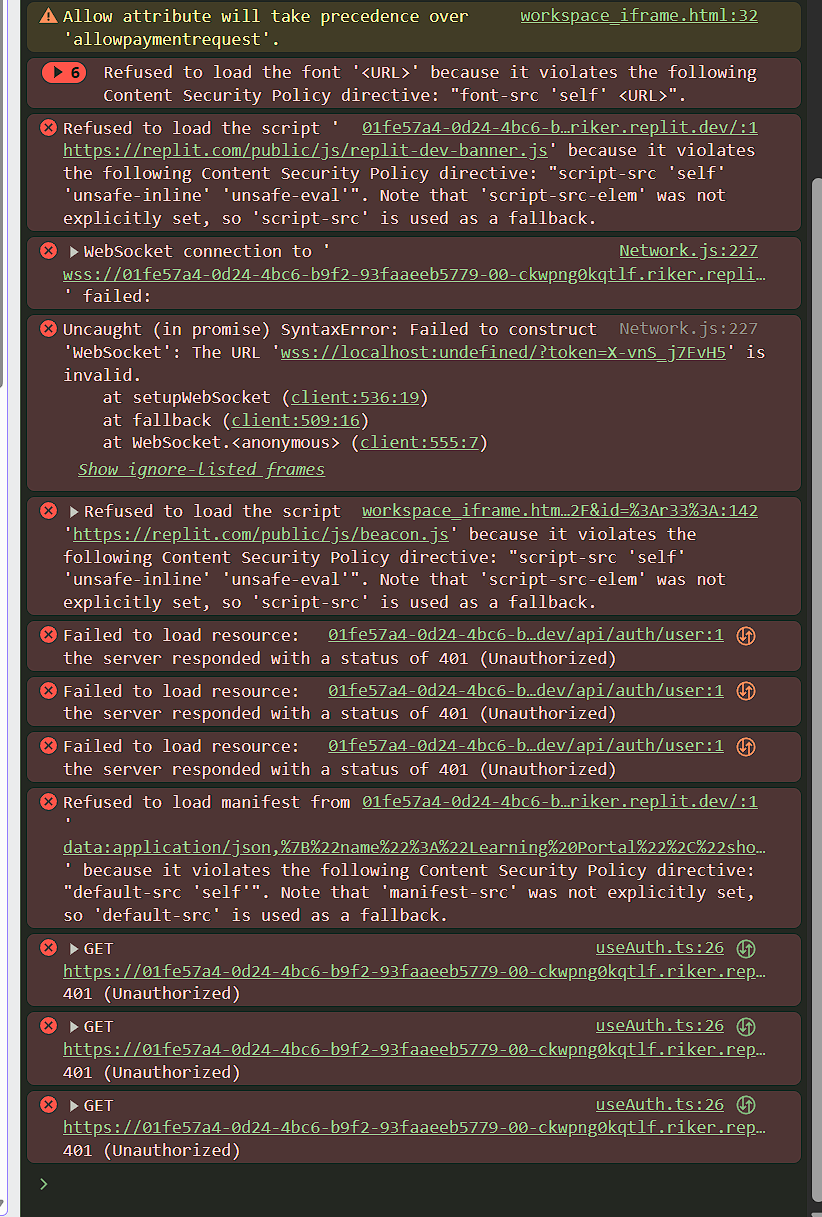 Allow attribute will take precedence over workspace_iframe.html:32
'allowpaymentrequest'.
6 Refused to load the font '<URL>' because it violates the following
Content Security Policy directive: "font-src 'self' <URL>".
Refused to load the script ' 01fe57a4-0d24-4bc6-b…riker.replit.dev/:1
https://replit.com/public/js/replit-dev-banner.js' because it violates
the following Content Security Policy directive: "script-src 'self'
'unsafe-inline' 'unsafe-eval'". Note that 'script-src-elem' was not
explicitly set, so 'script-src' is used as a fallback.
WebSocket connection to ' Network.js:227
wss://01fe57a4-0d24-4bc6-b9f2-93faaeeb5779-00-ckwpng0kqtlf.riker.repli…
' failed:
Uncaught (in promise) SyntaxError: Failed to construct Network.js:227
'WebSocket': The URL 'wss://localhost:undefined/?token=X-vnS_j7FvH5' is
invalid.
at setupWebSocket (client:536:19)
at fallback (client:509:16)
at WebSocket.<anonymous> (client:555:7)
Show ignore-listed frames
Refused to load the script workspace_iframe.htm…2F&id=%3Ar33%3A:142
'https://replit.com/public/js/beacon.js' because it violates the
following Content Security Policy directive: "script-src 'self'
'unsafe-inline' 'unsafe-eval'". Note that 'script-src-elem' was not
explicitly set, so 'script-src' is used as a fallback.
Failed to load resource: 01fe57a4-0d24-4bc6-b…dev/api/auth/user:1
the server responded with a status of 401 (Unauthorized)
Failed to load resource: 01fe57a4-0d24-4bc6-b…dev/api/auth/user:1
the server responded with a status of 401 (Unauthorized)
Failed to load resource: 01fe57a4-0d24-4bc6-b…dev/api/auth/user:1
the server responded with a status of 401 (Unauthorized)
Refused to load manifest from 01fe57a4-0d24-4bc6-b…riker.replit.dev/:1
'
data:application/json,%7B%22name%22%3A%22Learning%20Portal%22%2C%22sho…
' because it violates the following Content Security Policy directive:
"default-src 'self'". Note that 'manifest-src' was not explicitly set,
so 'default-src' is used as a fallback.
GET useAuth.ts:26
https://01fe57a4-0d24-4bc6-b9f2-93faaeeb5779-00-ckwpng0kqtlf.riker.rep…
401 (Unauthorized)
GET useAuth.ts:26
https://01fe57a4-0d24-4bc6-b9f2-93faaeeb5779-00-ckwpng0kqtlf.riker.rep…
401 (Unauthorized)
GET useAuth.ts:26
https://01fe57a4-0d24-4bc6-b9f2-93faaeeb5779-00-ckwpng0kqtlf.riker.rep…
401 (Unauthorized)